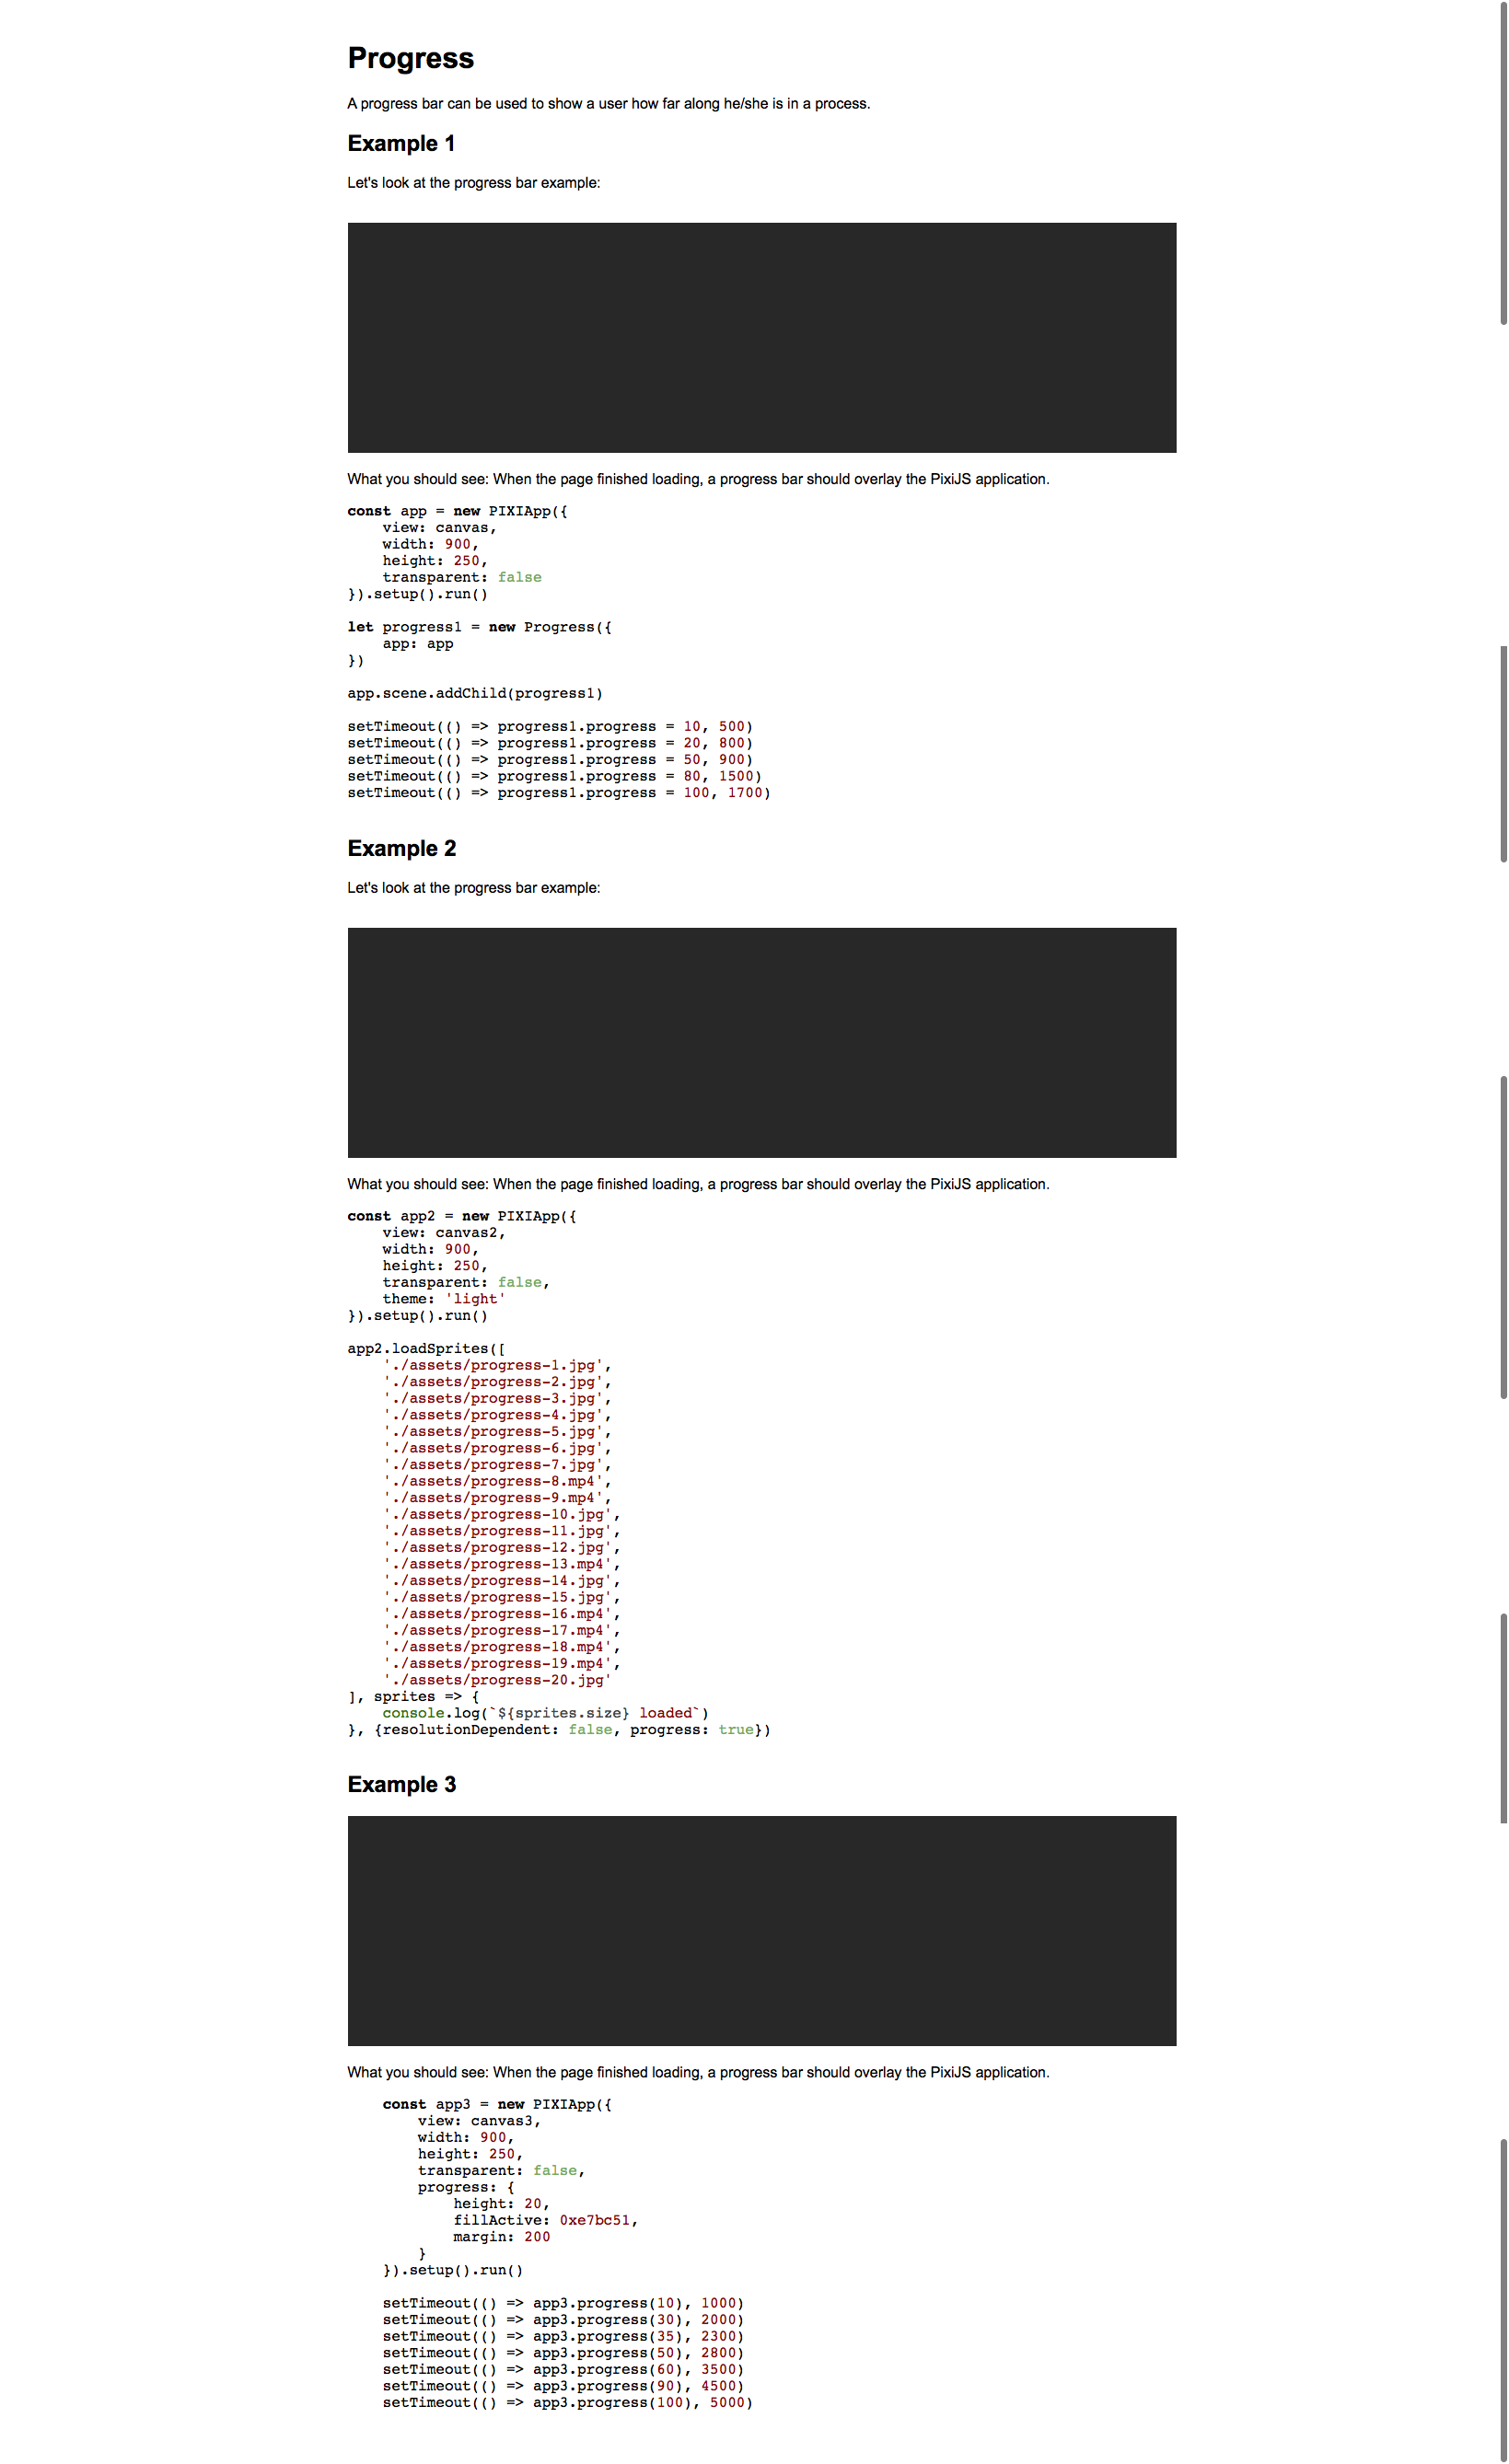 Progress
A progress bar can be used to show a user how far along he/she is in a process.
Example 1
Let's look at the progress bar example:
What you should see: When the page finished loading, a progress bar should overlay the PixiJS application.
const app = new PIXIApp({
    view: canvas,
    width: 900,
    height: 250,
    transparent: false
}).setup().run()
let progress1 = new Progress({
    app: app
})
app.scene.addChild(progress1)
setTimeout(() => progress1.progress = 10, 500)
setTimeout(() => progress1.progress = 20, 800)
setTimeout(() => progress1.progress = 50, 900)
setTimeout(() => progress1.progress = 80, 1500)
setTimeout(() => progress1.progress = 100, 1700)
Example 2
Let's look at the progress bar example:
What you should see: When the page finished loading, a progress bar should overlay the PixiJS application.
const app2 = new PIXIApp({
    view: canvas2,
    width: 900,
    height: 250,
    transparent: false,
    theme: 'light'
}).setup().run()
app2.loadSprites([
    './assets/progress-1.jpg',
    './assets/progress-2.jpg',
    './assets/progress-3.jpg',
    './assets/progress-4.jpg',
    './assets/progress-5.jpg',
    './assets/progress-6.jpg',
    './assets/progress-7.jpg',
    './assets/progress-8.mp4',
    './assets/progress-9.mp4',
    './assets/progress-10.jpg',
    './assets/progress-11.jpg',
    './assets/progress-12.jpg',
    './assets/progress-13.mp4',
    './assets/progress-14.jpg',
    './assets/progress-15.jpg',
    './assets/progress-16.mp4',
    './assets/progress-17.mp4',
    './assets/progress-18.mp4',
    './assets/progress-19.mp4',
    './assets/progress-20.jpg'
], sprites => {
    console.log(`${sprites.size} loaded`)
}, {resolutionDependent: false, progress: true})
Example 3
What you should see: When the page finished loading, a progress bar should overlay the PixiJS application.
    const app3 = new PIXIApp({
        view: canvas3,
        width: 900,
        height: 250,
        transparent: false,
        progress: {
            height: 20,
            fillActive: 0xe7bc51,
            margin: 200
        }
    }).setup().run()
    setTimeout(() => app3.progress(10), 1000)
    setTimeout(() => app3.progress(30), 2000)
    setTimeout(() => app3.progress(35), 2300)
    setTimeout(() => app3.progress(50), 2800)
    setTimeout(() => app3.progress(60), 3500)
    setTimeout(() => app3.progress(90), 4500)
    setTimeout(() => app3.progress(100), 5000)